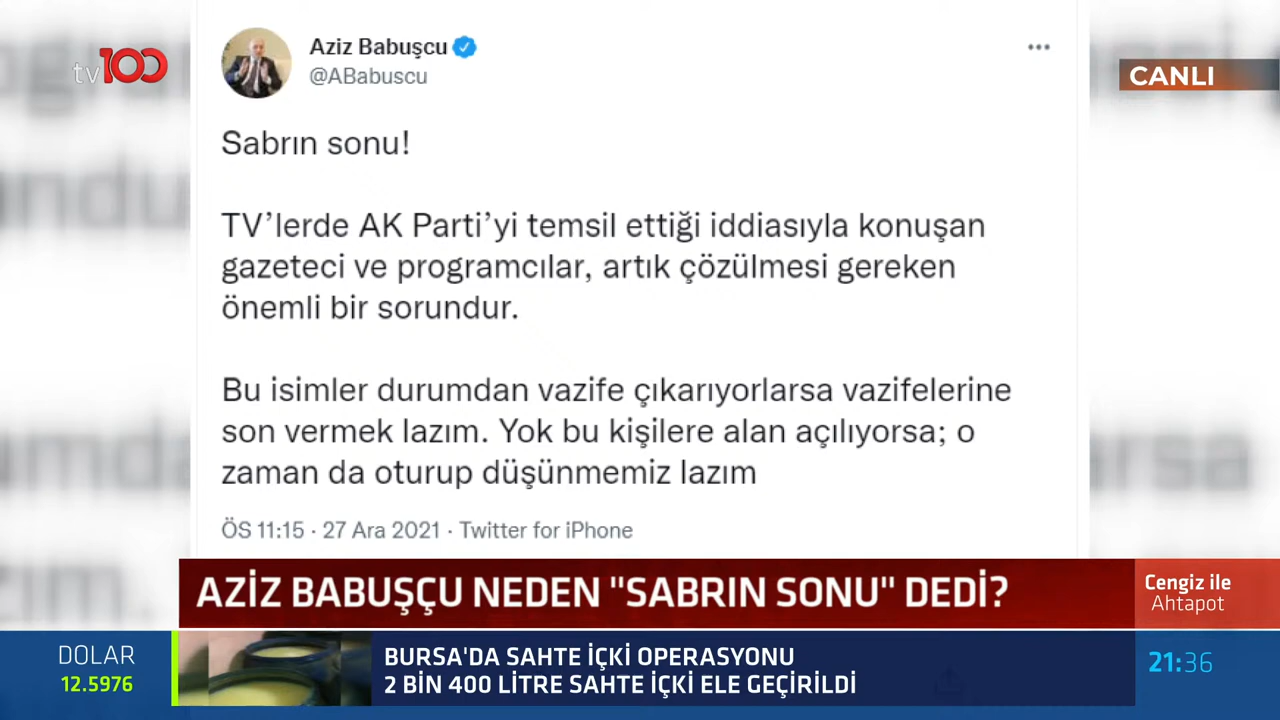 tv100
CANLI
Aziz Babuşcu
@ABabuscu
Sabrın sonu!
TV’lerde AK Parti’yi temsil ettiği iddiasıyla konuşan
gazeteci ve programcılar, artık çözülmesi gereken
önemli bir sorundur.
Bu isimler durumdan vazife çıkarıyorlarsa vazifelerine
son vermek lazım. Yok bu kişilere alan açılıyorsa; o
zaman da oturup düşünmemiz lazım
ÖS 11:15 · 27 Ara 2021 · Twitter for iPhone
AZİZ BABUŞÇU NEDEN "SABRIN SONU" DEDİ?
Cengiz ile
Ahtapot
DOLAR
12.5976
BURSA'DA SAHTE İÇKİ OPERASYONU
2 BİN 400 LİTRE SAHTE İÇKİ ELE GEÇİRİLDİ
21:36